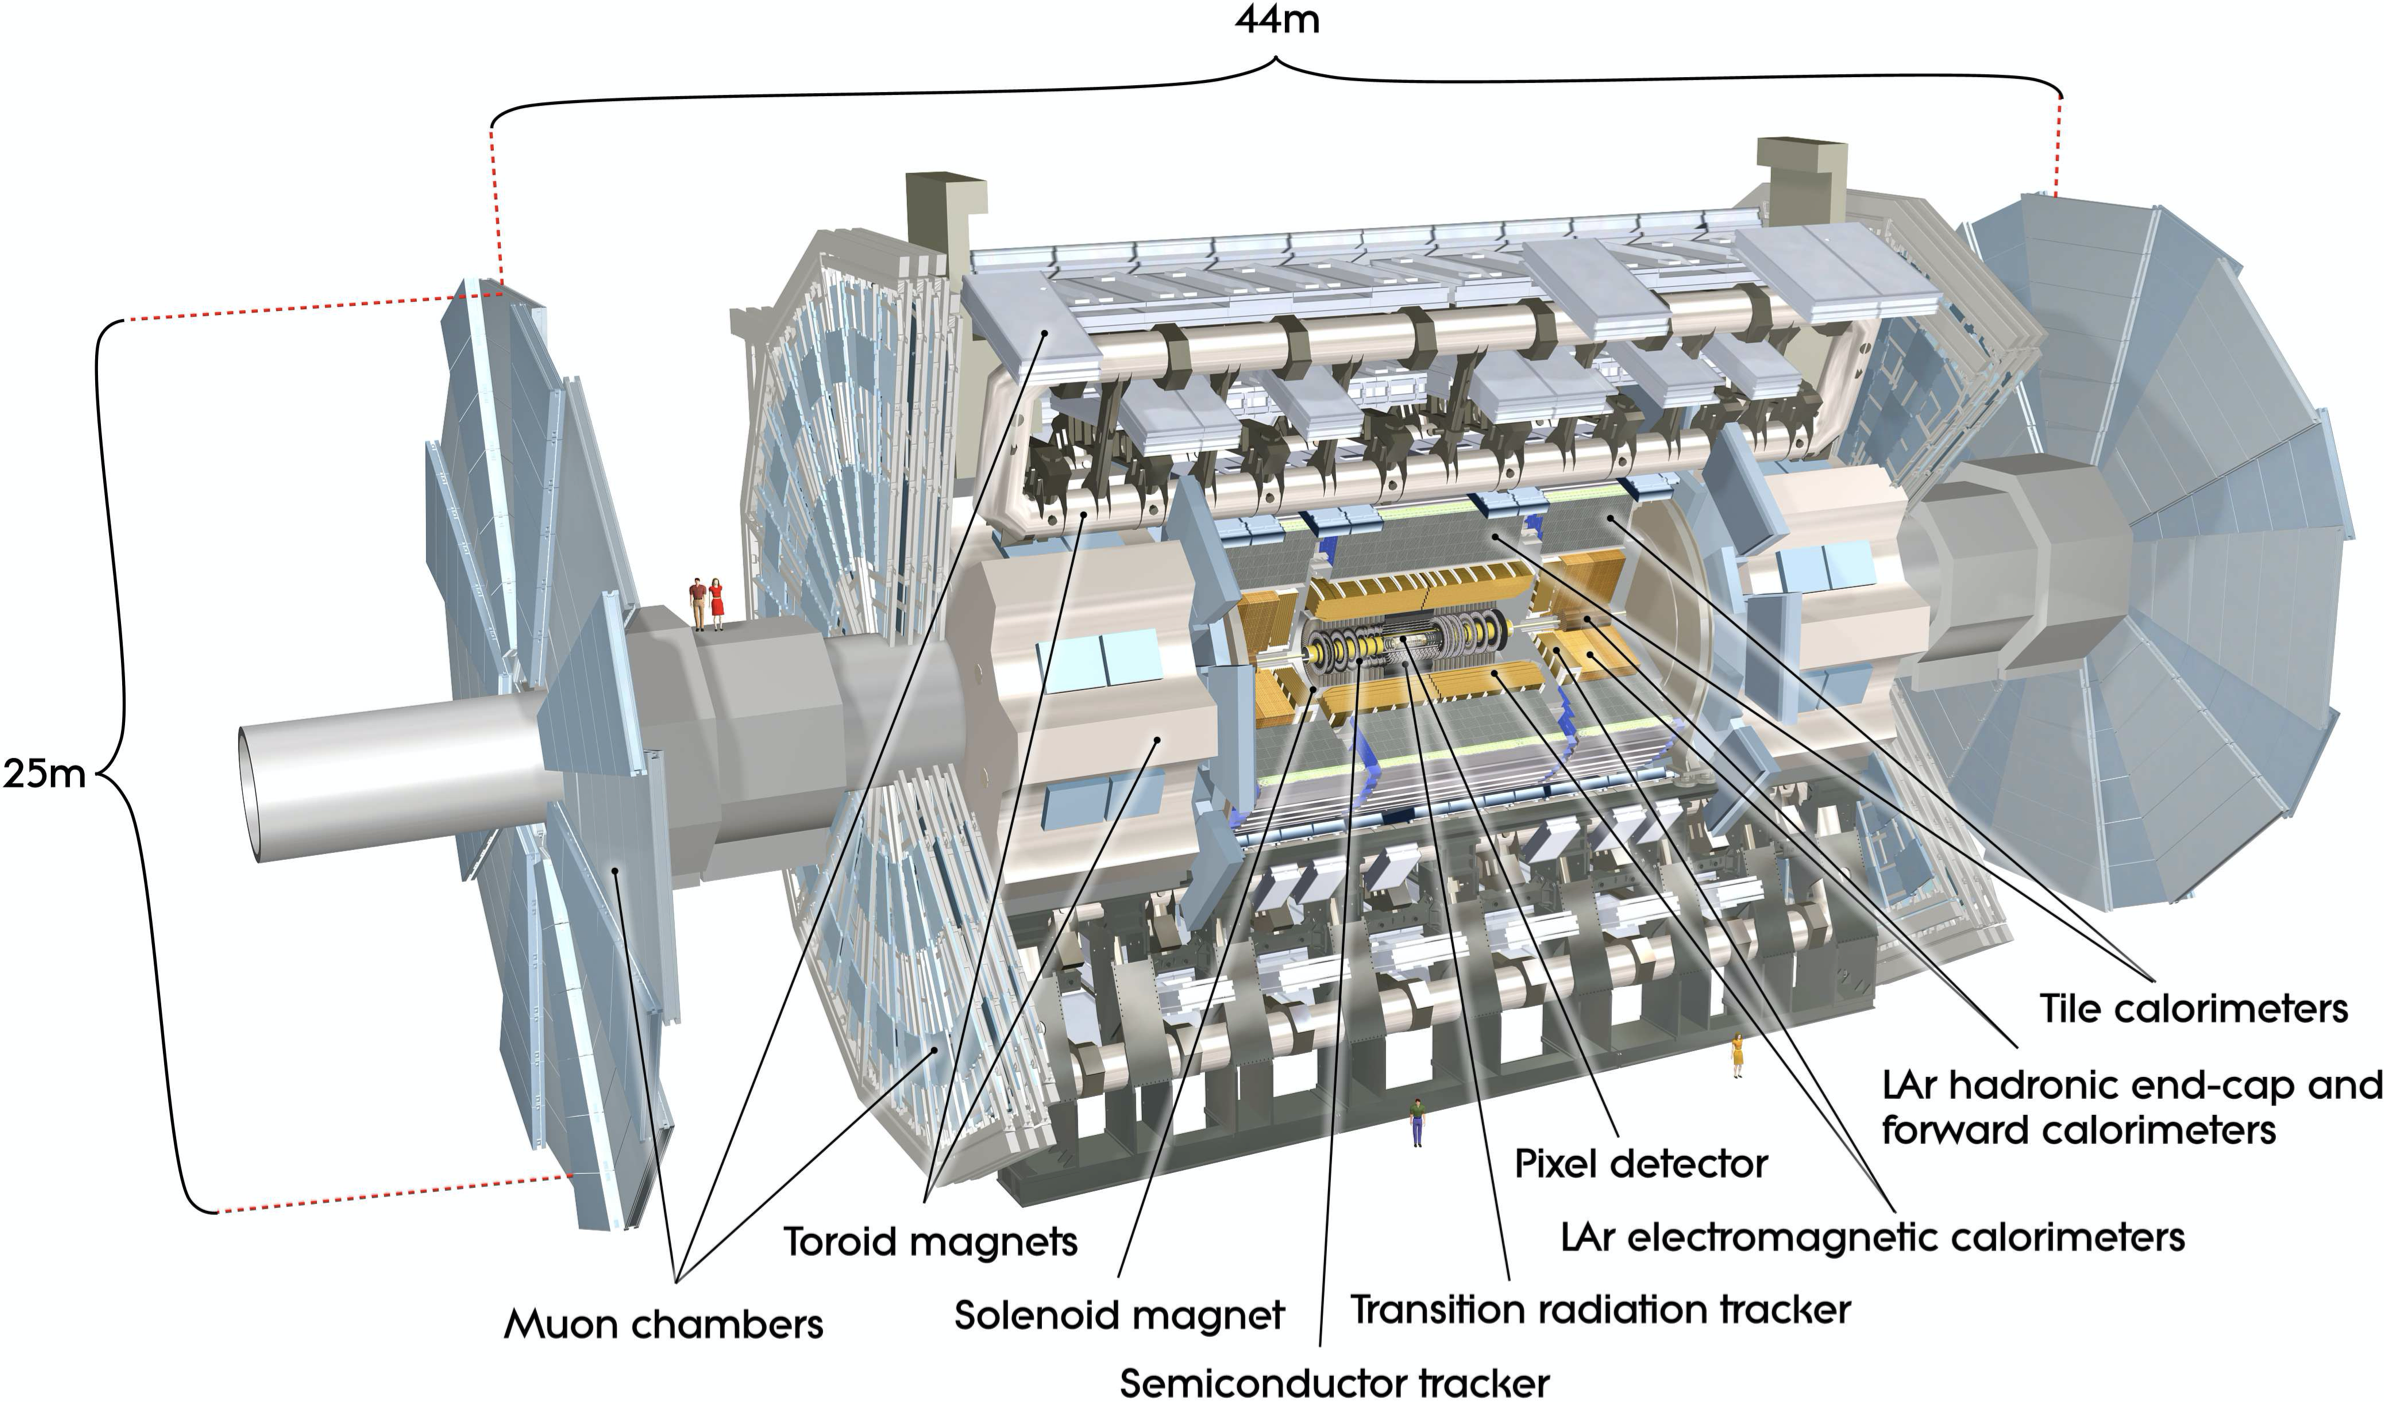 44m
25m
Tile calorimeters
LAr hadronic end-cap and
forward calorimeters
Pixel detector
LAr electromagnetic calorimeters
Toroid magnets
Solenoid magnet
Transition radiation tracker
Muon chambers
Semiconductor tracker